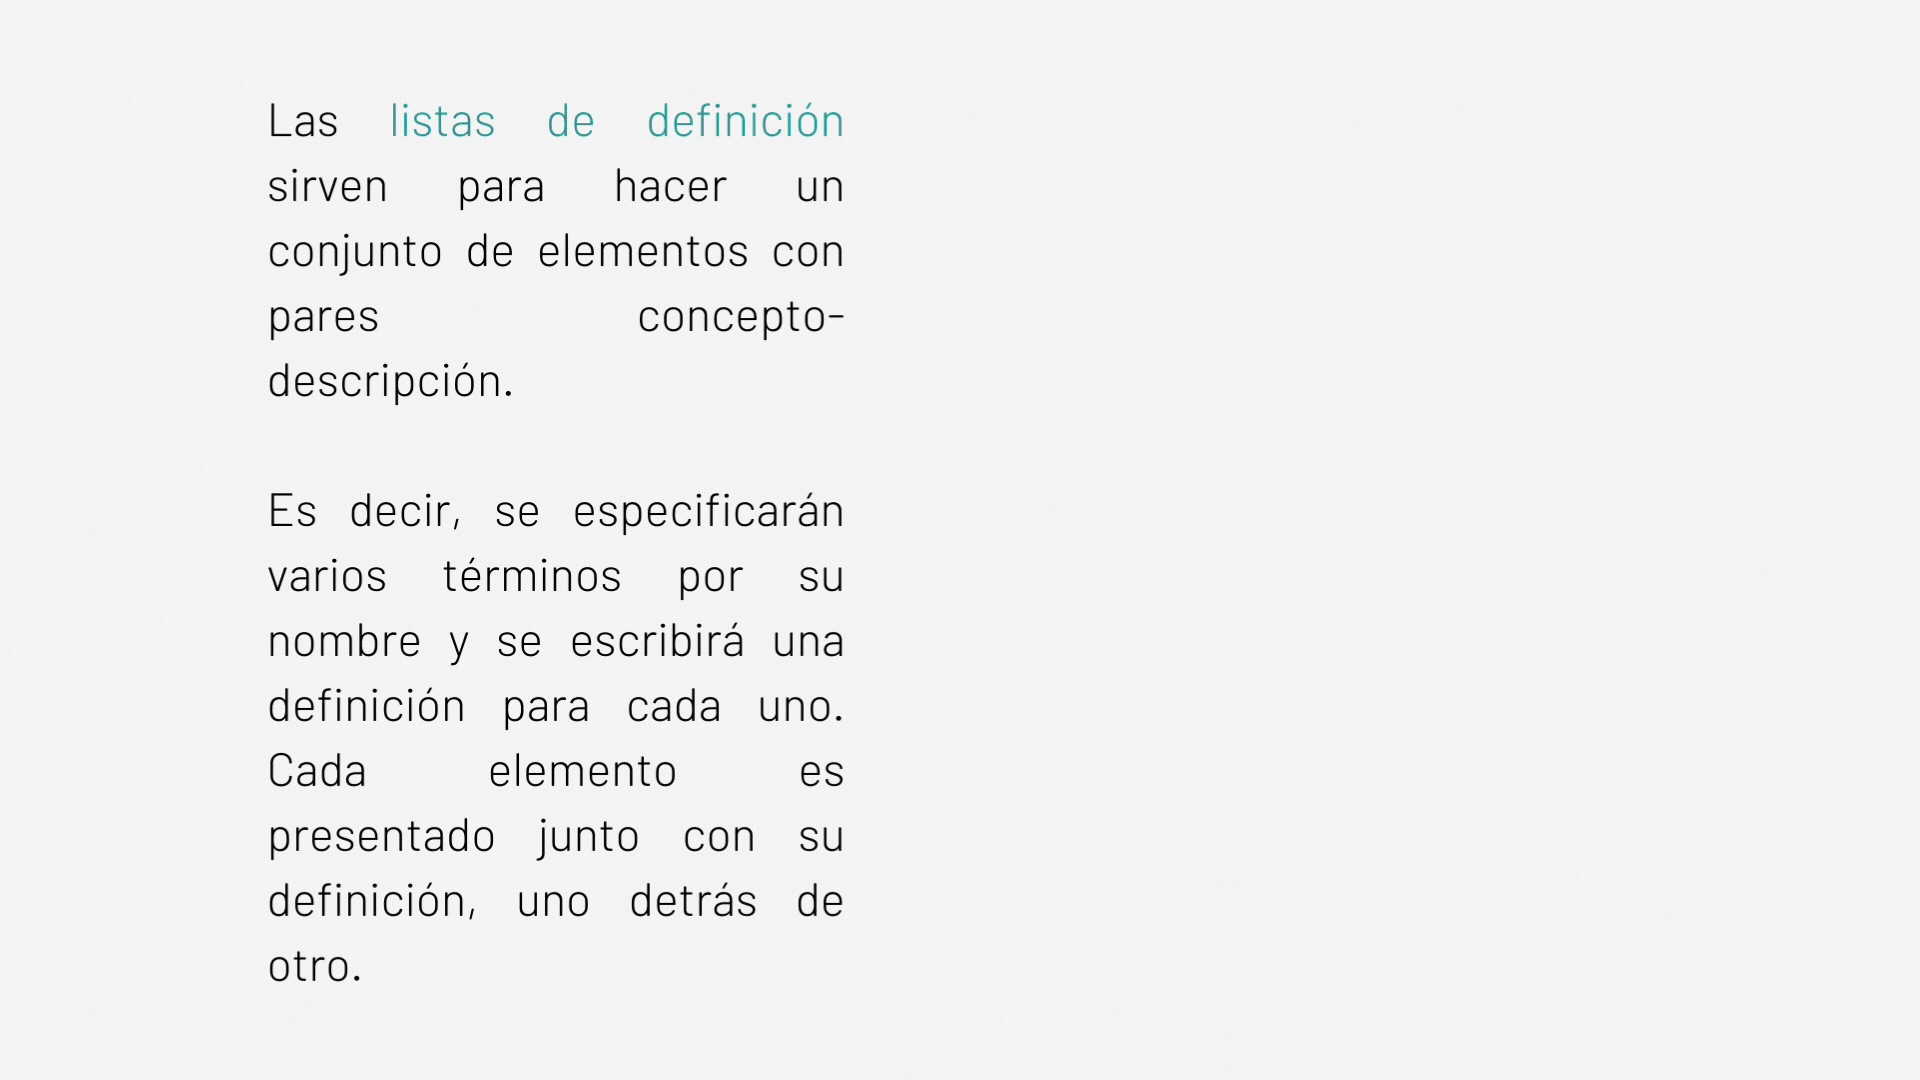 Las listas de definición
sirven para hacer un
conjunto de elementos con
pares concepto-
descripción.
Es decir, se especificarán
varios términos por su
nombre y se escribirá una
definición para cada uno.
Cada elemento es
presentado junto con su
definición, uno detrás de
otro.